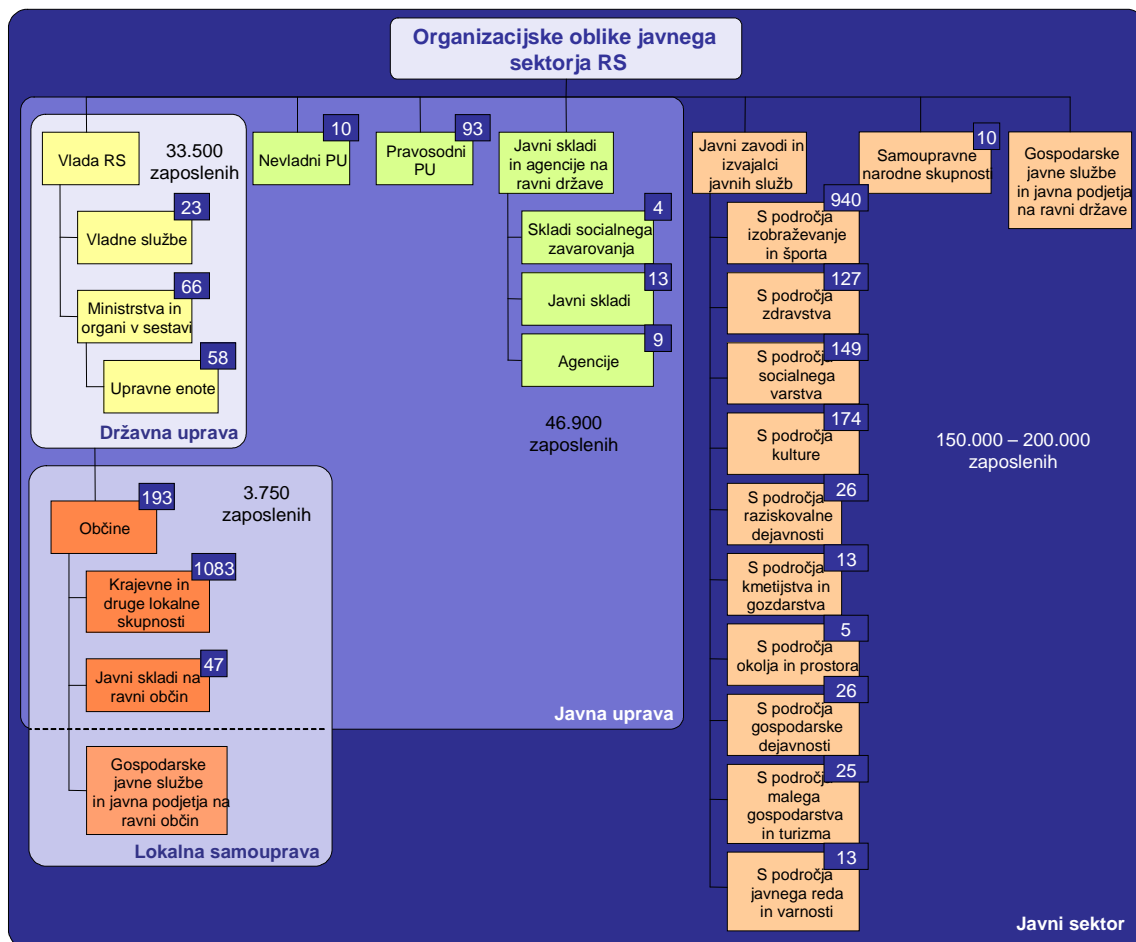 Organizacijske oblike javnega
sektorja RS
Vlada RS
33.500
zaposlenih
23
Vladne službe
66
Ministrstva in
organi v sestavi
58
Upravne enote
Državna uprava
10
Nevladni PU
93
Pravosodni
PU
Javni skladi
in agencije na
ravni države
4
Skladi socialnega
zavarovanja
13
Javni skladi
9
Agencije
46.900
zaposlenih
193
Občine
3.750
zaposlenih
1083
Krajevne in
druge lokalne
skupnosti
47
Javni skladi na
ravni občin
Javna uprava
Gospodarske
javne službe
in javna podjetja na
ravni občin
Lokalna samouprava
Javni zavodi in
izvajalci
javnih služb
940
S področja
izobraževanje
in športa
127
S področja
zdravstva
149
S področja
socialnega
varstva
174
S področja
kulture
26
S področja
raziskovalne
dejavnosti
13
S področja
kmetijstva in
gozdarstva
5
S področja
okolja in prostora
26
S področja
gospodarske
dejavnosti
25
S področja
malega
gospodarstva
in turizma
13
S področja
javnega reda
in varnosti
10
Samoupravne
narodne skupnosti
Gospodarske
javne službe
in javna podjetja
na ravni države
150.000 – 200.000
zaposlenih
Javni sektor